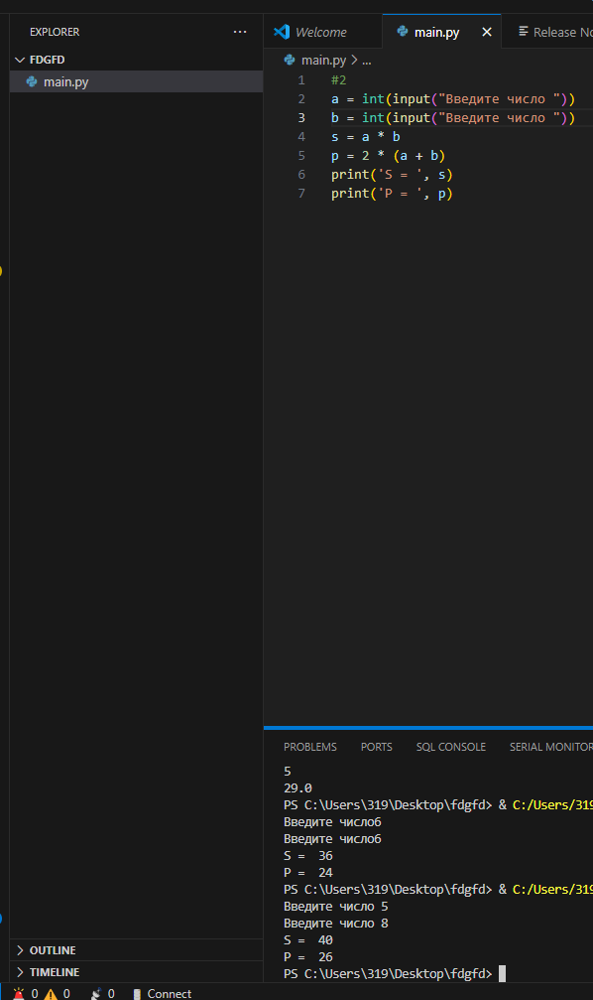 EXPLORER
...
Welcome
main.py
Release
FDGFD
main.py
main.py > ...
1 #2
2 a = int(input("Введите число "))
3 b = int(input("Введите число "))
4 s = a * b
5 p = 2 * (a + b)
6 print('S = ', s)
7 print('P = ', p)
PROBLEMS PORTS SQL CONSOLE SERIAL MONITOR
5
29.0
PS C:\Users\319\Desktop\fdgfd> & C:/Users/319
Введите число6
Введите число6
S =  36
P =  24
PS C:\Users\319\Desktop\fdgfd> & C:/Users/319
Введите число 5
Введите число 8
S =  40
P =  26
PS C:\Users\319\Desktop\fdgfd>
OUTLINE
TIMELINE
0 0 0 Connect